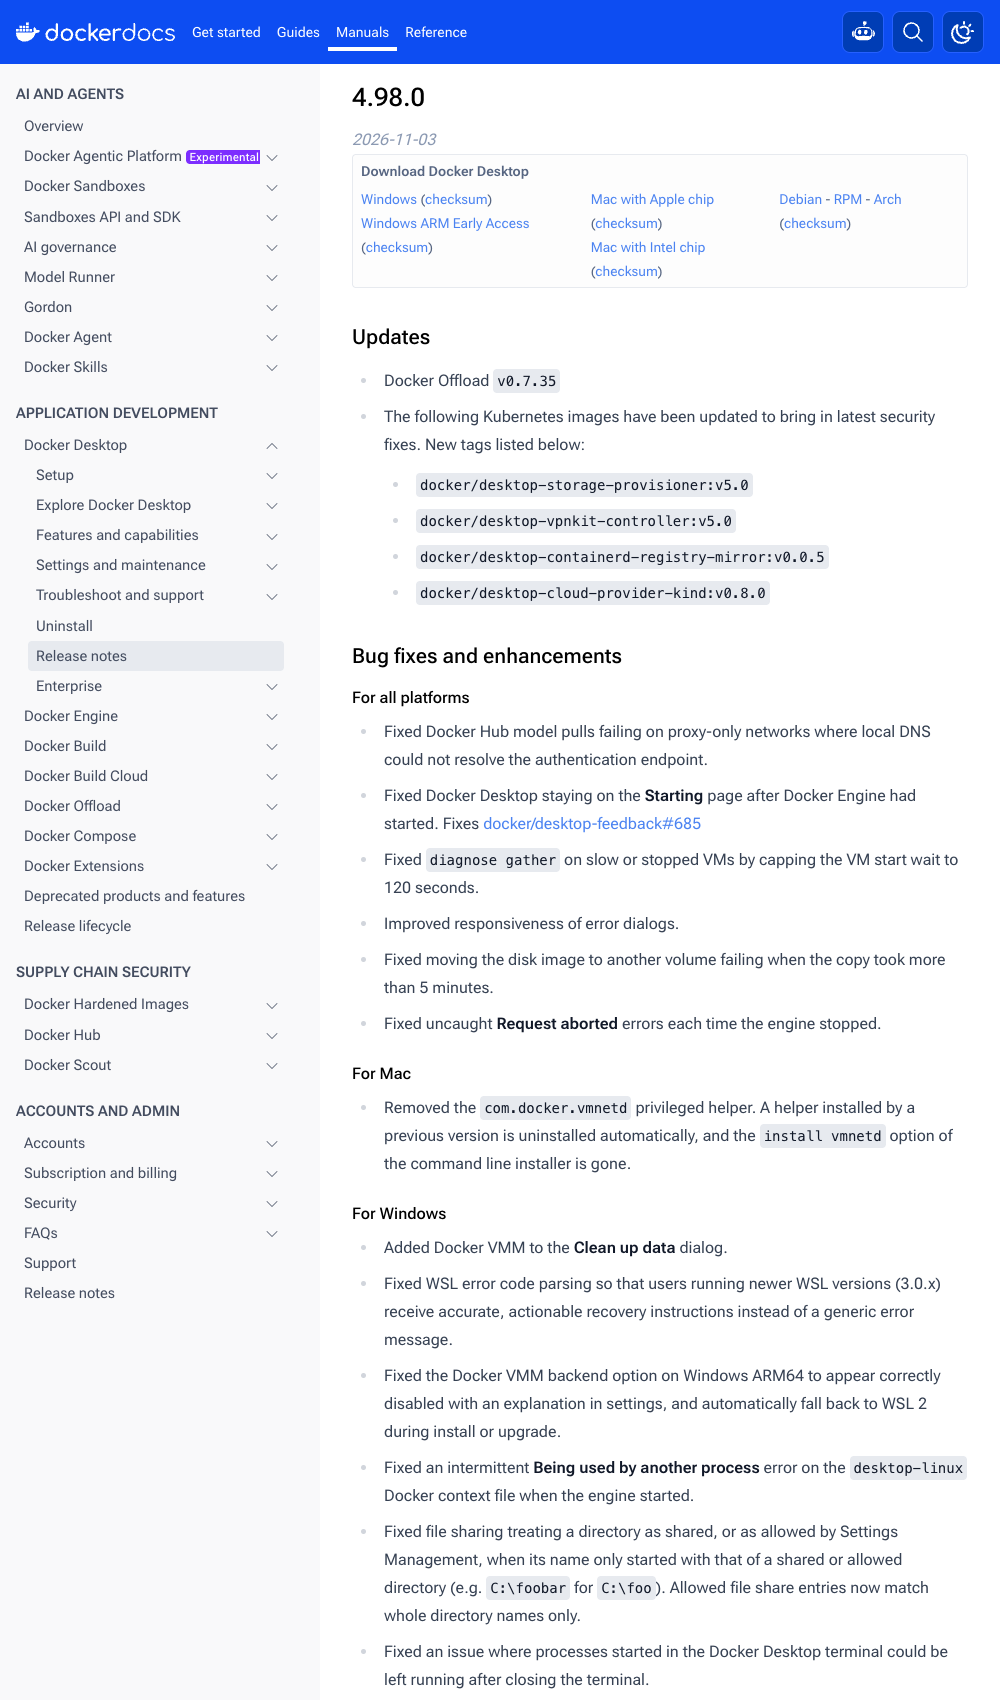 dockerdocs Get started Guides Manuals Reference
AI AND AGENTS
Overview
Docker Agentic Platform Experimental
Docker Sandboxes
Sandboxes API and SDK
AI governance
Model Runner
Gordon
Docker Agent
Docker Skills
APPLICATION DEVELOPMENT
Docker Desktop
Setup
Explore Docker Desktop
Features and capabilities
Settings and maintenance
Troubleshoot and support
Uninstall
Release notes
Enterprise
Docker Engine
Docker Build
Docker Build Cloud
Docker Offload
Docker Compose
Docker Extensions
Deprecated products and features
Release lifecycle
SUPPLY CHAIN SECURITY
Docker Hardened Images
Docker Hub
Docker Scout
ACCOUNTS AND ADMIN
Accounts
Subscription and billing
Security
FAQs
Support
Release notes
4.98.0
2026-11-03
Download Docker Desktop
Windows (checksum)
Windows ARM Early Access
(checksum)
Mac with Apple chip
(checksum)
Mac with Intel chip
(checksum)
Debian - RPM - Arch
(checksum)
Updates
Docker Offload v0.7.35
The following Kubernetes images have been updated to bring in latest security
fixes. New tags listed below:
docker/desktop-storage-provisioner:v5.0
docker/desktop-vpnkit-controller:v5.0
docker/desktop-containerd-registry-mirror:v0.0.5
docker/desktop-cloud-provider-kind:v0.8.0
Bug fixes and enhancements
For all platforms
Fixed Docker Hub model pulls failing on proxy-only networks where local DNS
could not resolve the authentication endpoint.
Fixed Docker Desktop staying on the Starting page after Docker Engine had
started. Fixes docker/desktop-feedback#685
Fixed diagnose gather on slow or stopped VMs by capping the VM start wait to
120 seconds.
Improved responsiveness of error dialogs.
Fixed moving the disk image to another volume failing when the copy took more
than 5 minutes.
Fixed uncaught Request aborted errors each time the engine stopped.
For Mac
Removed the com.docker.vmnetd privileged helper. A helper installed by a
previous version is uninstalled automatically, and the install vmnetd option of
the command line installer is gone.
For Windows
Added Docker VMM to the Clean up data dialog.
Fixed WSL error code parsing so that users running newer WSL versions (3.0.x)
receive accurate, actionable recovery instructions instead of a generic error
message.
Fixed the Docker VMM backend option on Windows ARM64 to appear correctly
disabled with an explanation in settings, and automatically fall back to WSL 2
during install or upgrade.
Fixed an intermittent Being used by another process error on the desktop-linux
Docker context file when the engine started.
Fixed file sharing treating a directory as shared, or as allowed by Settings
Management, when its name only started with that of a shared or allowed
directory (e.g. C:\foobar for C:\foo). Allowed file share entries now match
whole directory names only.
Fixed an issue where processes started in the Docker Desktop terminal could be
left running after closing the terminal.